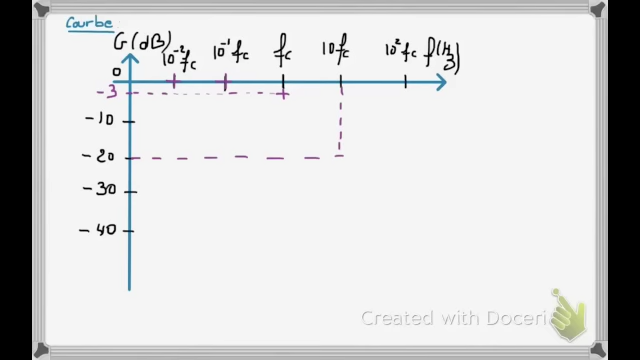 Courbe:
G(dB)
0 10⁻²fc 10⁻¹fc fc 10fc 10²fc f(Hz)
-3
-10
-20
-30
-40
Created with Doceri